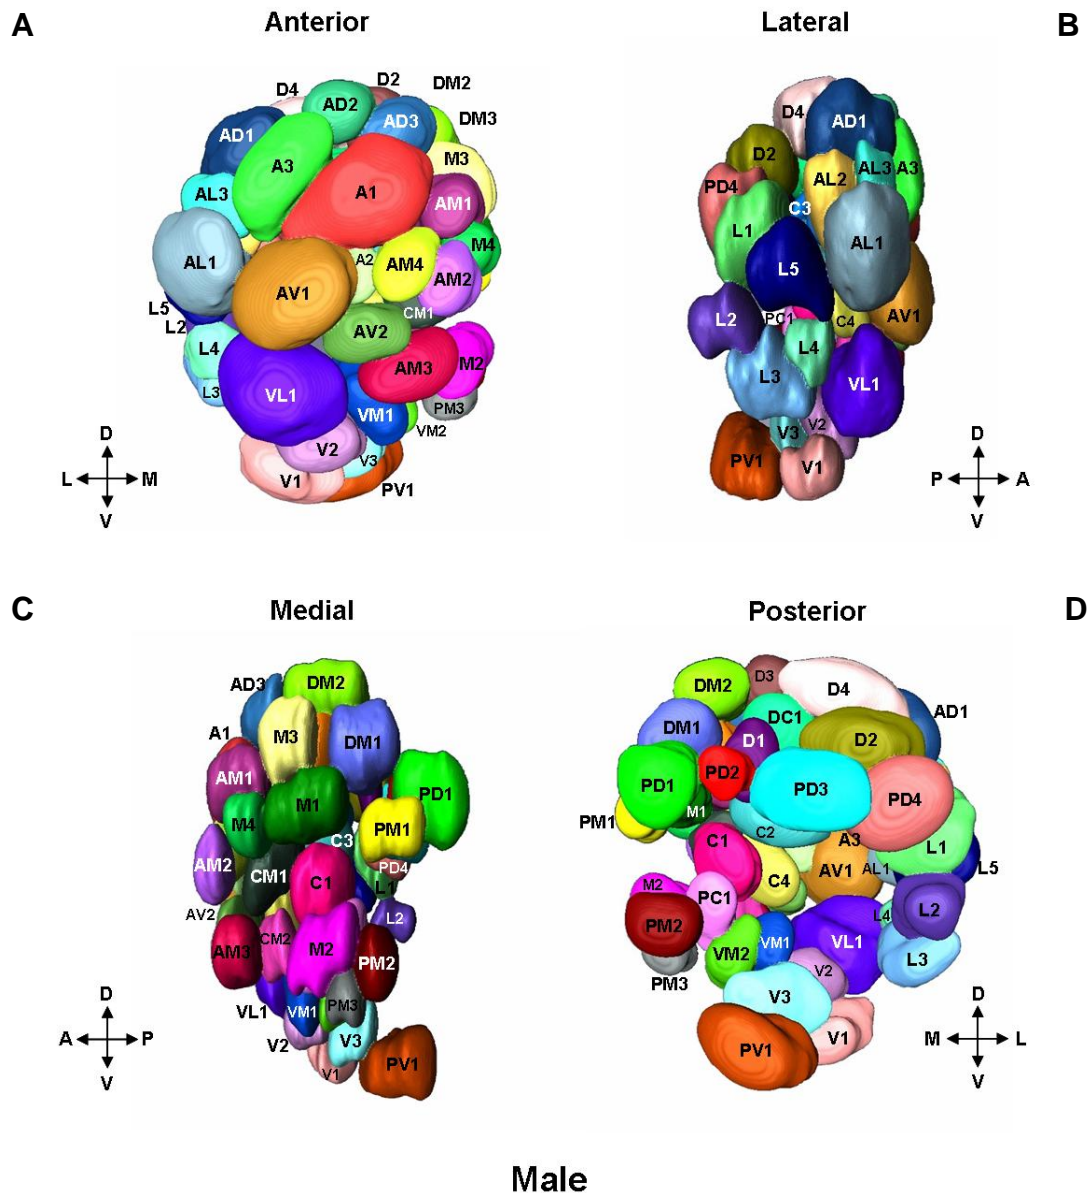 A
Anterior
Lateral
B
D4
D2
DM2
AD2
AD1
AD3
DM3
A3
M3
AL3
A1
AM1
M4
AL1
A2
AM4
AM2
AV1
L5
L2
CM1
AV2
L4
AM3
M2
L3
VL1
VM1
PM3
V2
VM2
V3
V1
PV1
D
L
M
V
D4
AD1
D2
AL3
A3
PD4
AL2
C3
L1
AL1
L5
L2
PC1
C4
AV1
L4
L3
VL1
V3
V2
PV1
V1
D
P
A
V
C
Medial
Posterior
D
AD3
DM2
A1
M3
DM1
AM1
PD1
M1
M4
PM1
C3
AM2
PD4
CM1
C1
L1
AV2
L2
AM3
CM2
M2
PM2
VL1
VM1
PM3
V2
V3
V1
PV1
D
A
P
V
D3
DM2
D4
DC1
AD1
DM1
D1
D2
PD2
PD1
PD3
PD4
M1
PM1
C2
A3
C1
L1
AV1
AL1
L5
C4
M2
PC1
L4
L2
PM2
VM2
VM1
VL1
L3
PM3
V2
V3
V1
PV1
D
M
L
V
Male